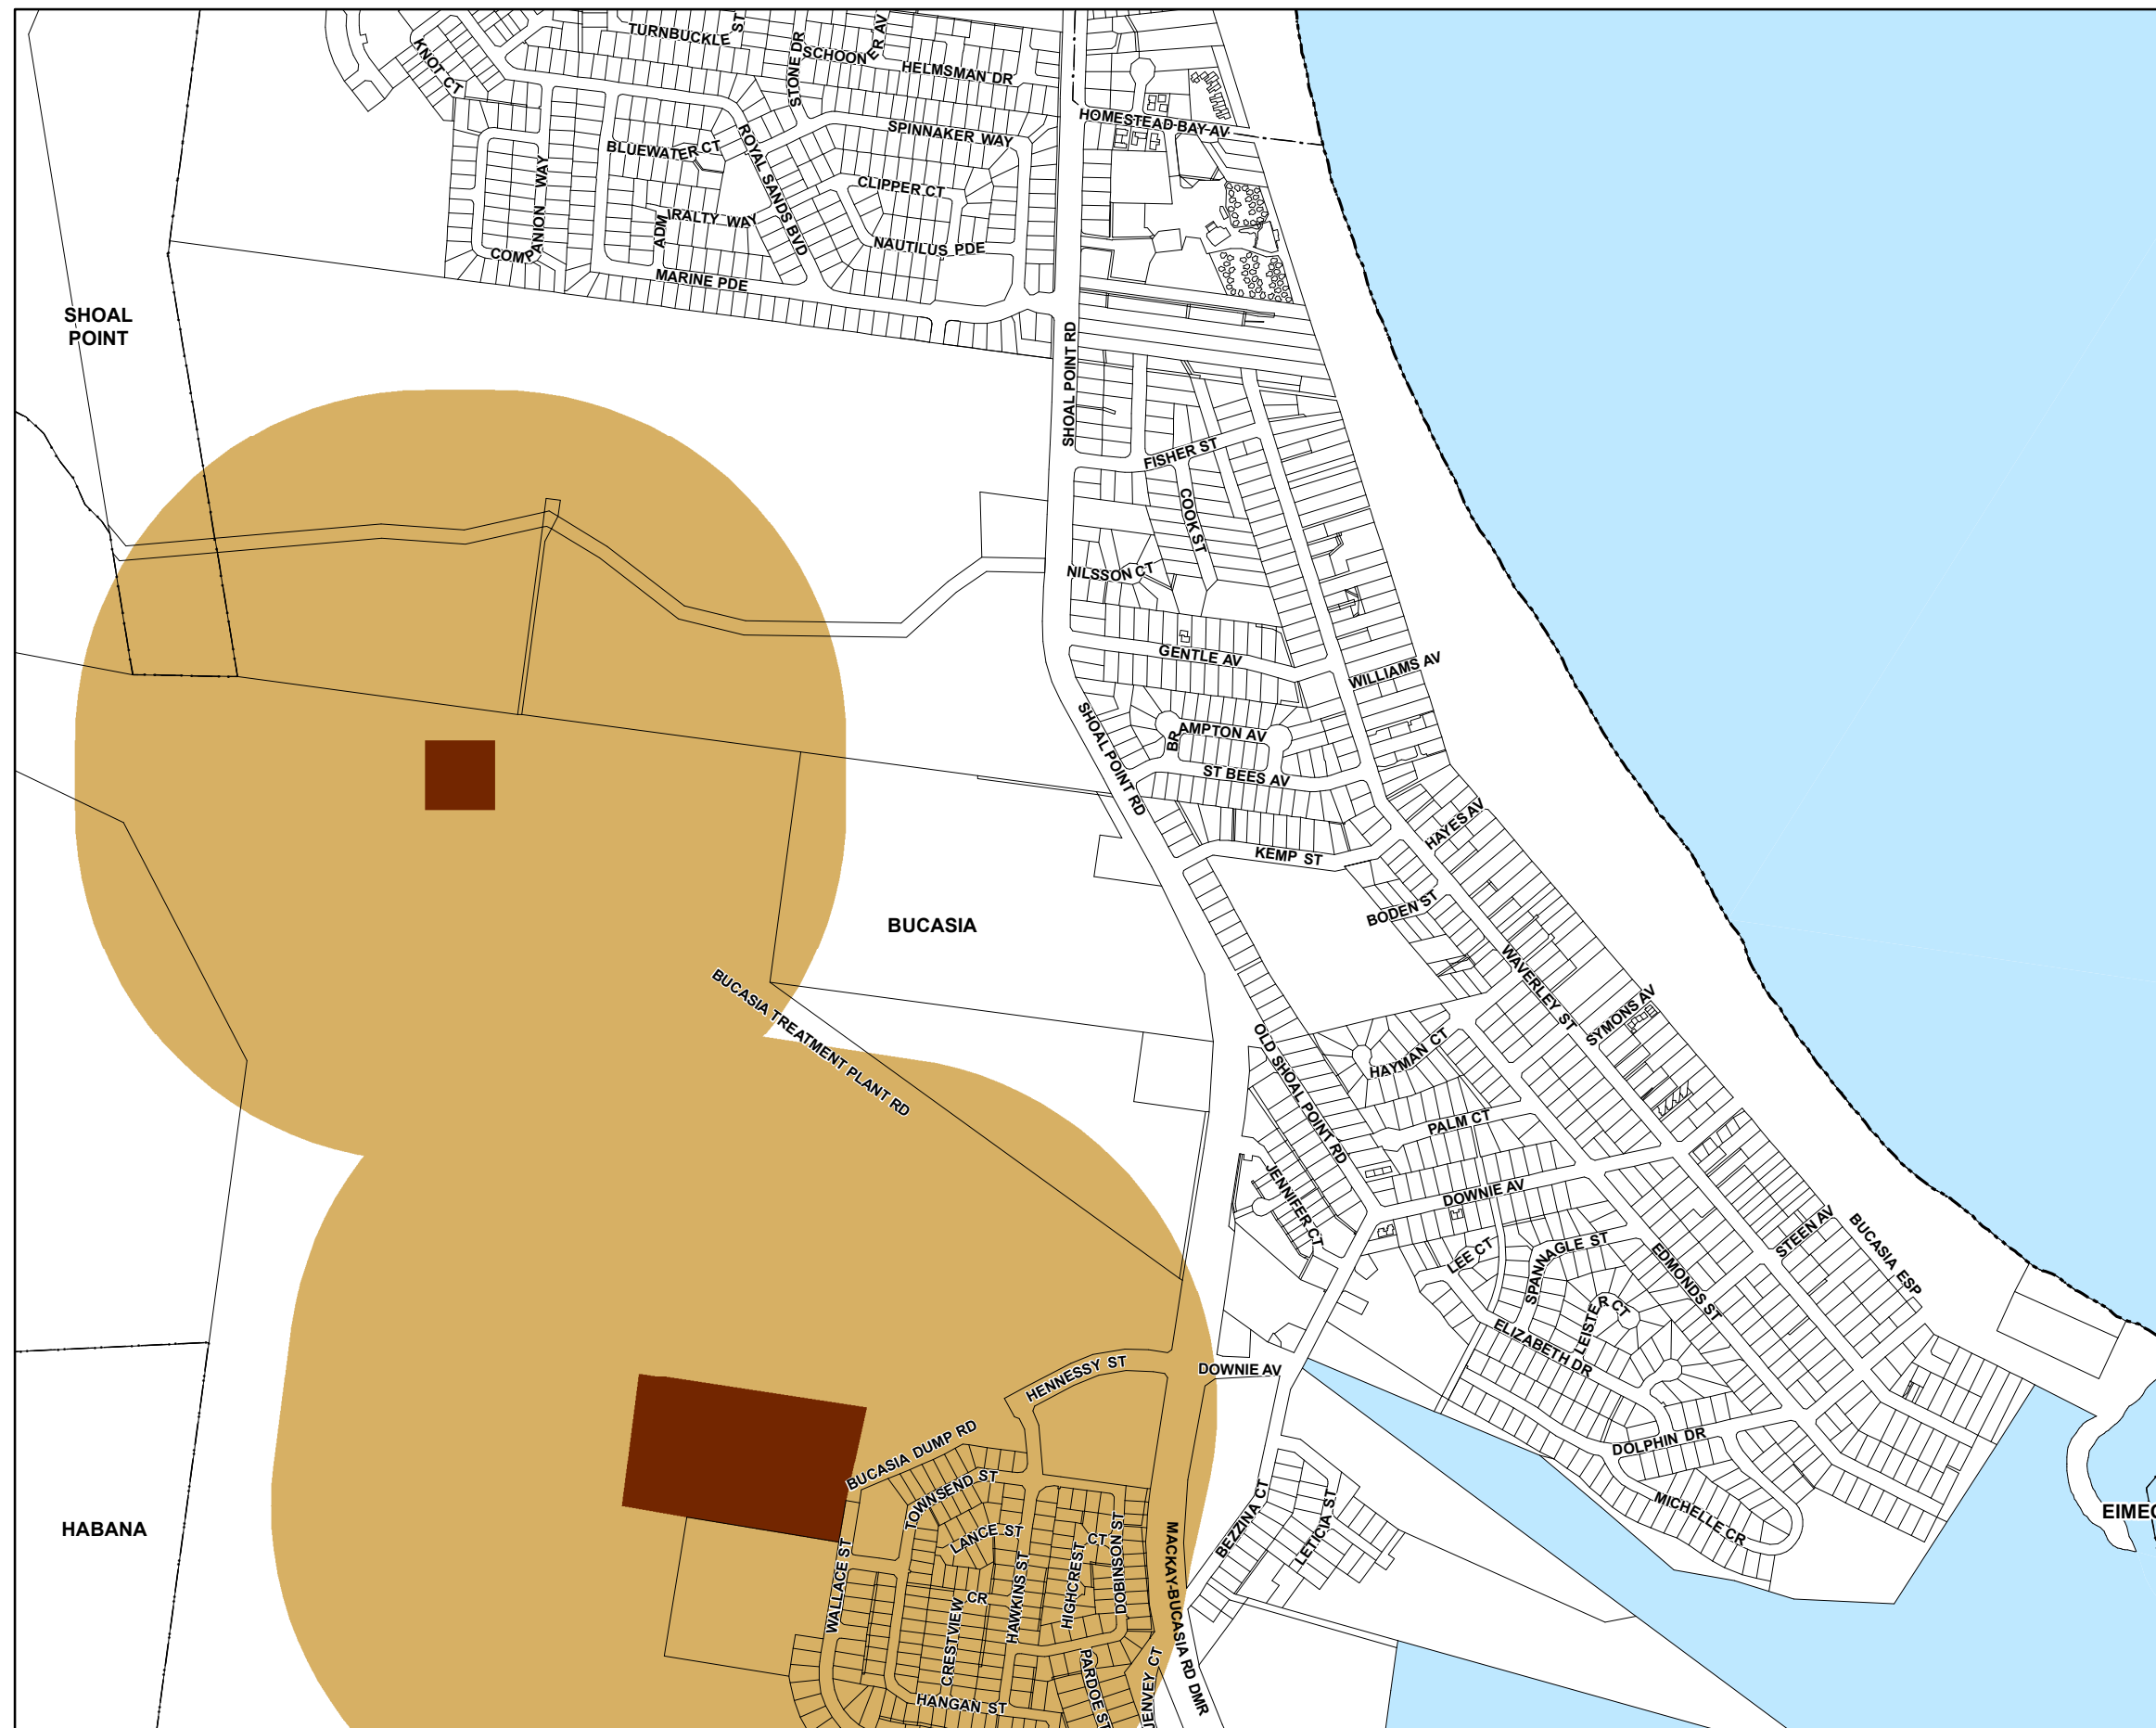 TURNBUCKLE ST
KNOT CT
STONE DR
SCHOONER AV
HELMSMAN DR
HOMESTEAD BAY AV
SPINNAKER WAY
BLUEWATER CT
ROYAL SANDS BVD
COMPANION WAY
CLIPPER CT
ADMIRALTY WAY
NAUTILUS PDE
MARINE PDE
SHOAL
POINT
SHOAL POINT RD
FISHER ST
COOK ST
NILSSON CT
GENTLE AV
WILLIAMS AV
SHOAL POINT RD
BRAMPTON AV
ST BEES AV
HAYES AV
KEMP ST
BODEN ST
BUCASIA
WAVERLEY ST
BUCASIA TREATMENT PLANT RD
SYMONS AV
OLD SHOAL POINT RD
HAYMAN CT
PALM CT
JENNIFER CT
DOWNIE AV
STEEN AV
BUCASIA ESP
LEE CT
SPANNAGLE ST
EDMONDS ST
LEISTER CT
ELIZABETH DR
HENNESSY ST
DOWNIE AV
BUCASIA DUMP RD
DOLPHIN DR
TOWNSEND ST
MICHELLE CR
HABANA
EIMEO
LANCE ST
BEZZINA CT
LETICIA ST
WALLACE ST
HAWKINS ST
HIGHCREST CT
DOBINSON ST
MACKAY-BUCASIA RD DMR
CRESTVIEW CR
HANGAN ST
PARDOE ST
JENVEY CT